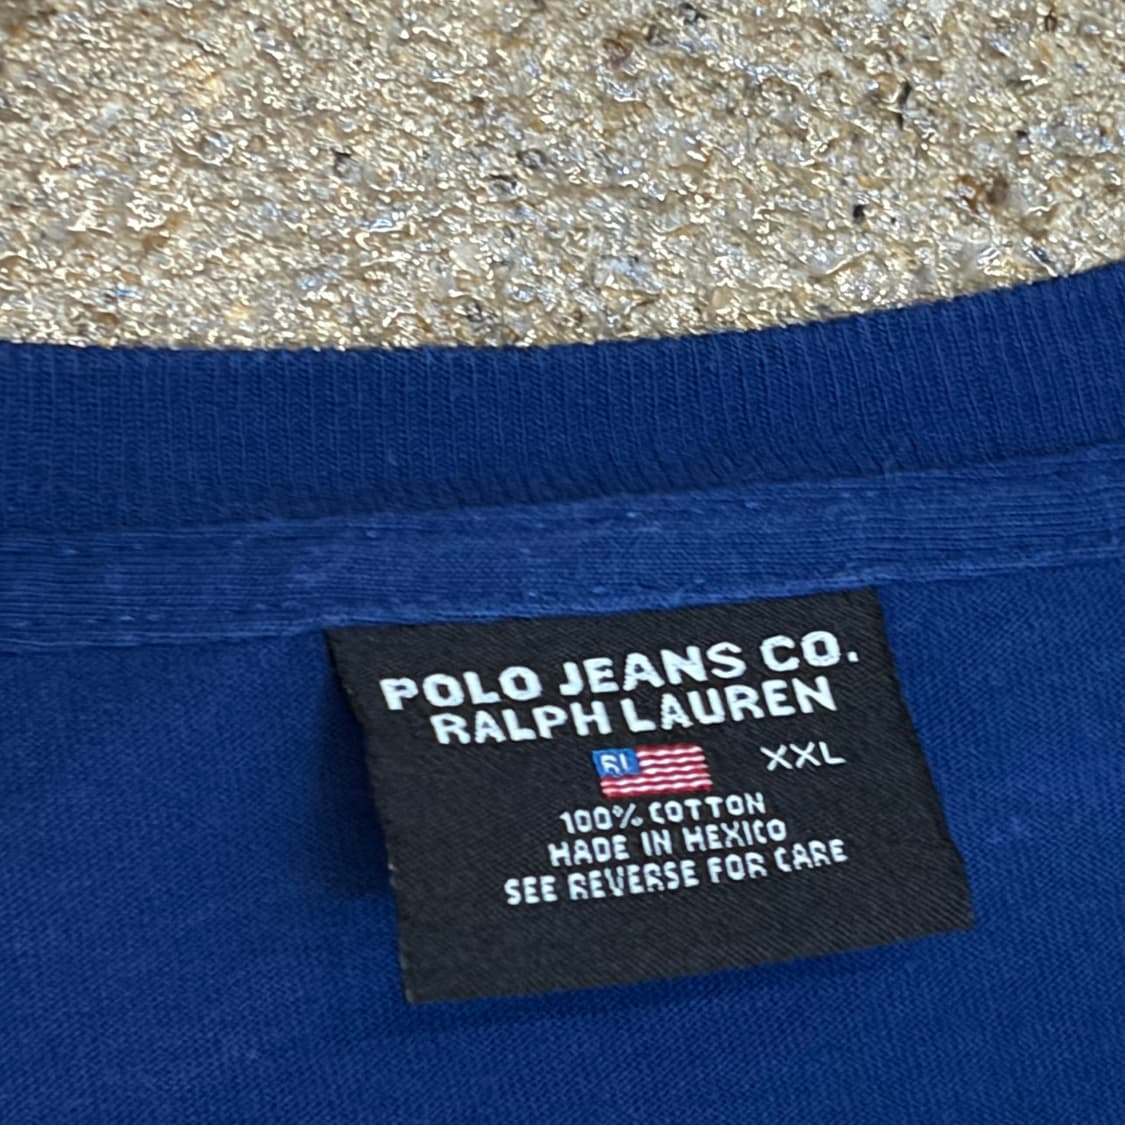 POLO JEANS CO.
RALPH LAUREN
RL XXL
100% COTTON
MADE IN MEXICO
SEE REVERSE FOR CARE